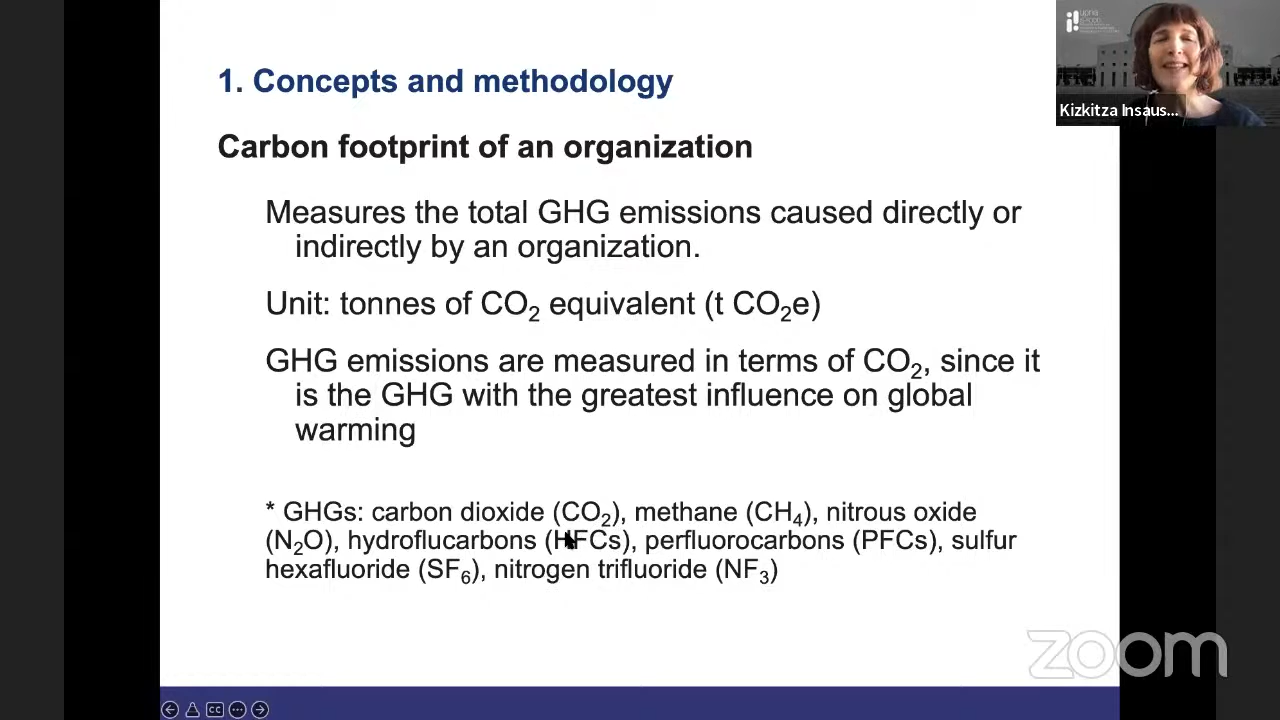 1. Concepts and methodology
Carbon footprint of an organization
Measures the total GHG emissions caused directly or
indirectly by an organization.
Unit: tonnes of CO₂ equivalent (t CO₂e)
GHG emissions are measured in terms of CO₂, since it
is the GHG with the greatest influence on global
warming
* GHGs: carbon dioxide (CO₂), methane (CH₄), nitrous oxide
(N₂O), hydroflucarbons (HFCs), perfluorocarbons (PFCs), sulfur
hexafluoride (SF₆), nitrogen trifluoride (NF₃)
upna
Kizkitza Insaus...
zoom
CC